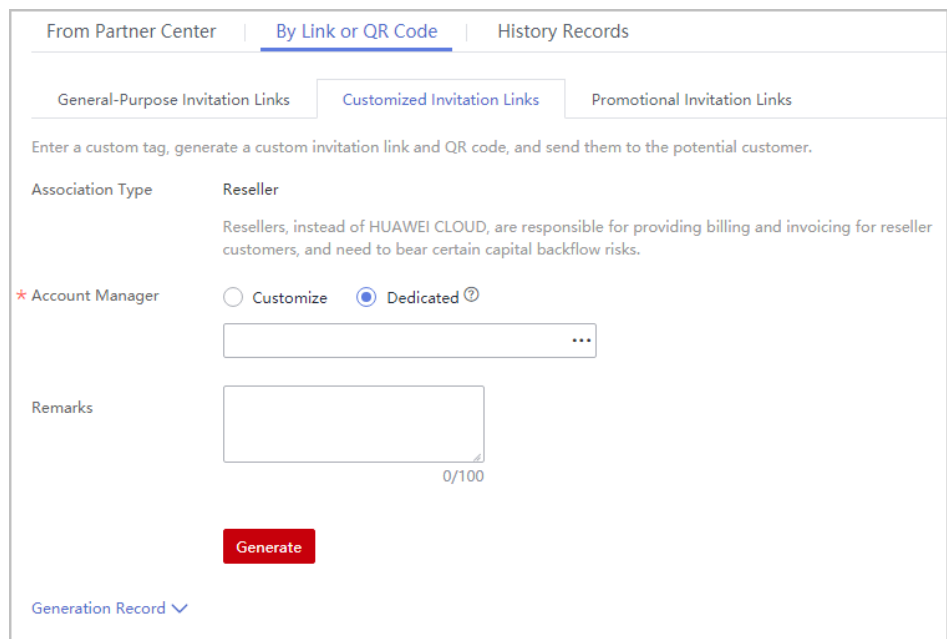 From Partner Center
By Link or QR Code
History Records
General-Purpose Invitation Links
Customized Invitation Links
Promotional Invitation Links
Enter a custom tag, generate a custom invitation link and QR code, and send them to the potential customer.
Association Type
Reseller
Resellers, instead of HUAWEI CLOUD, are responsible for providing billing and invoicing for reseller
customers, and need to bear certain capital backflow risks.
* Account Manager
Customize
Dedicated ?
...
Remarks
0/100
Generate
Generation Record